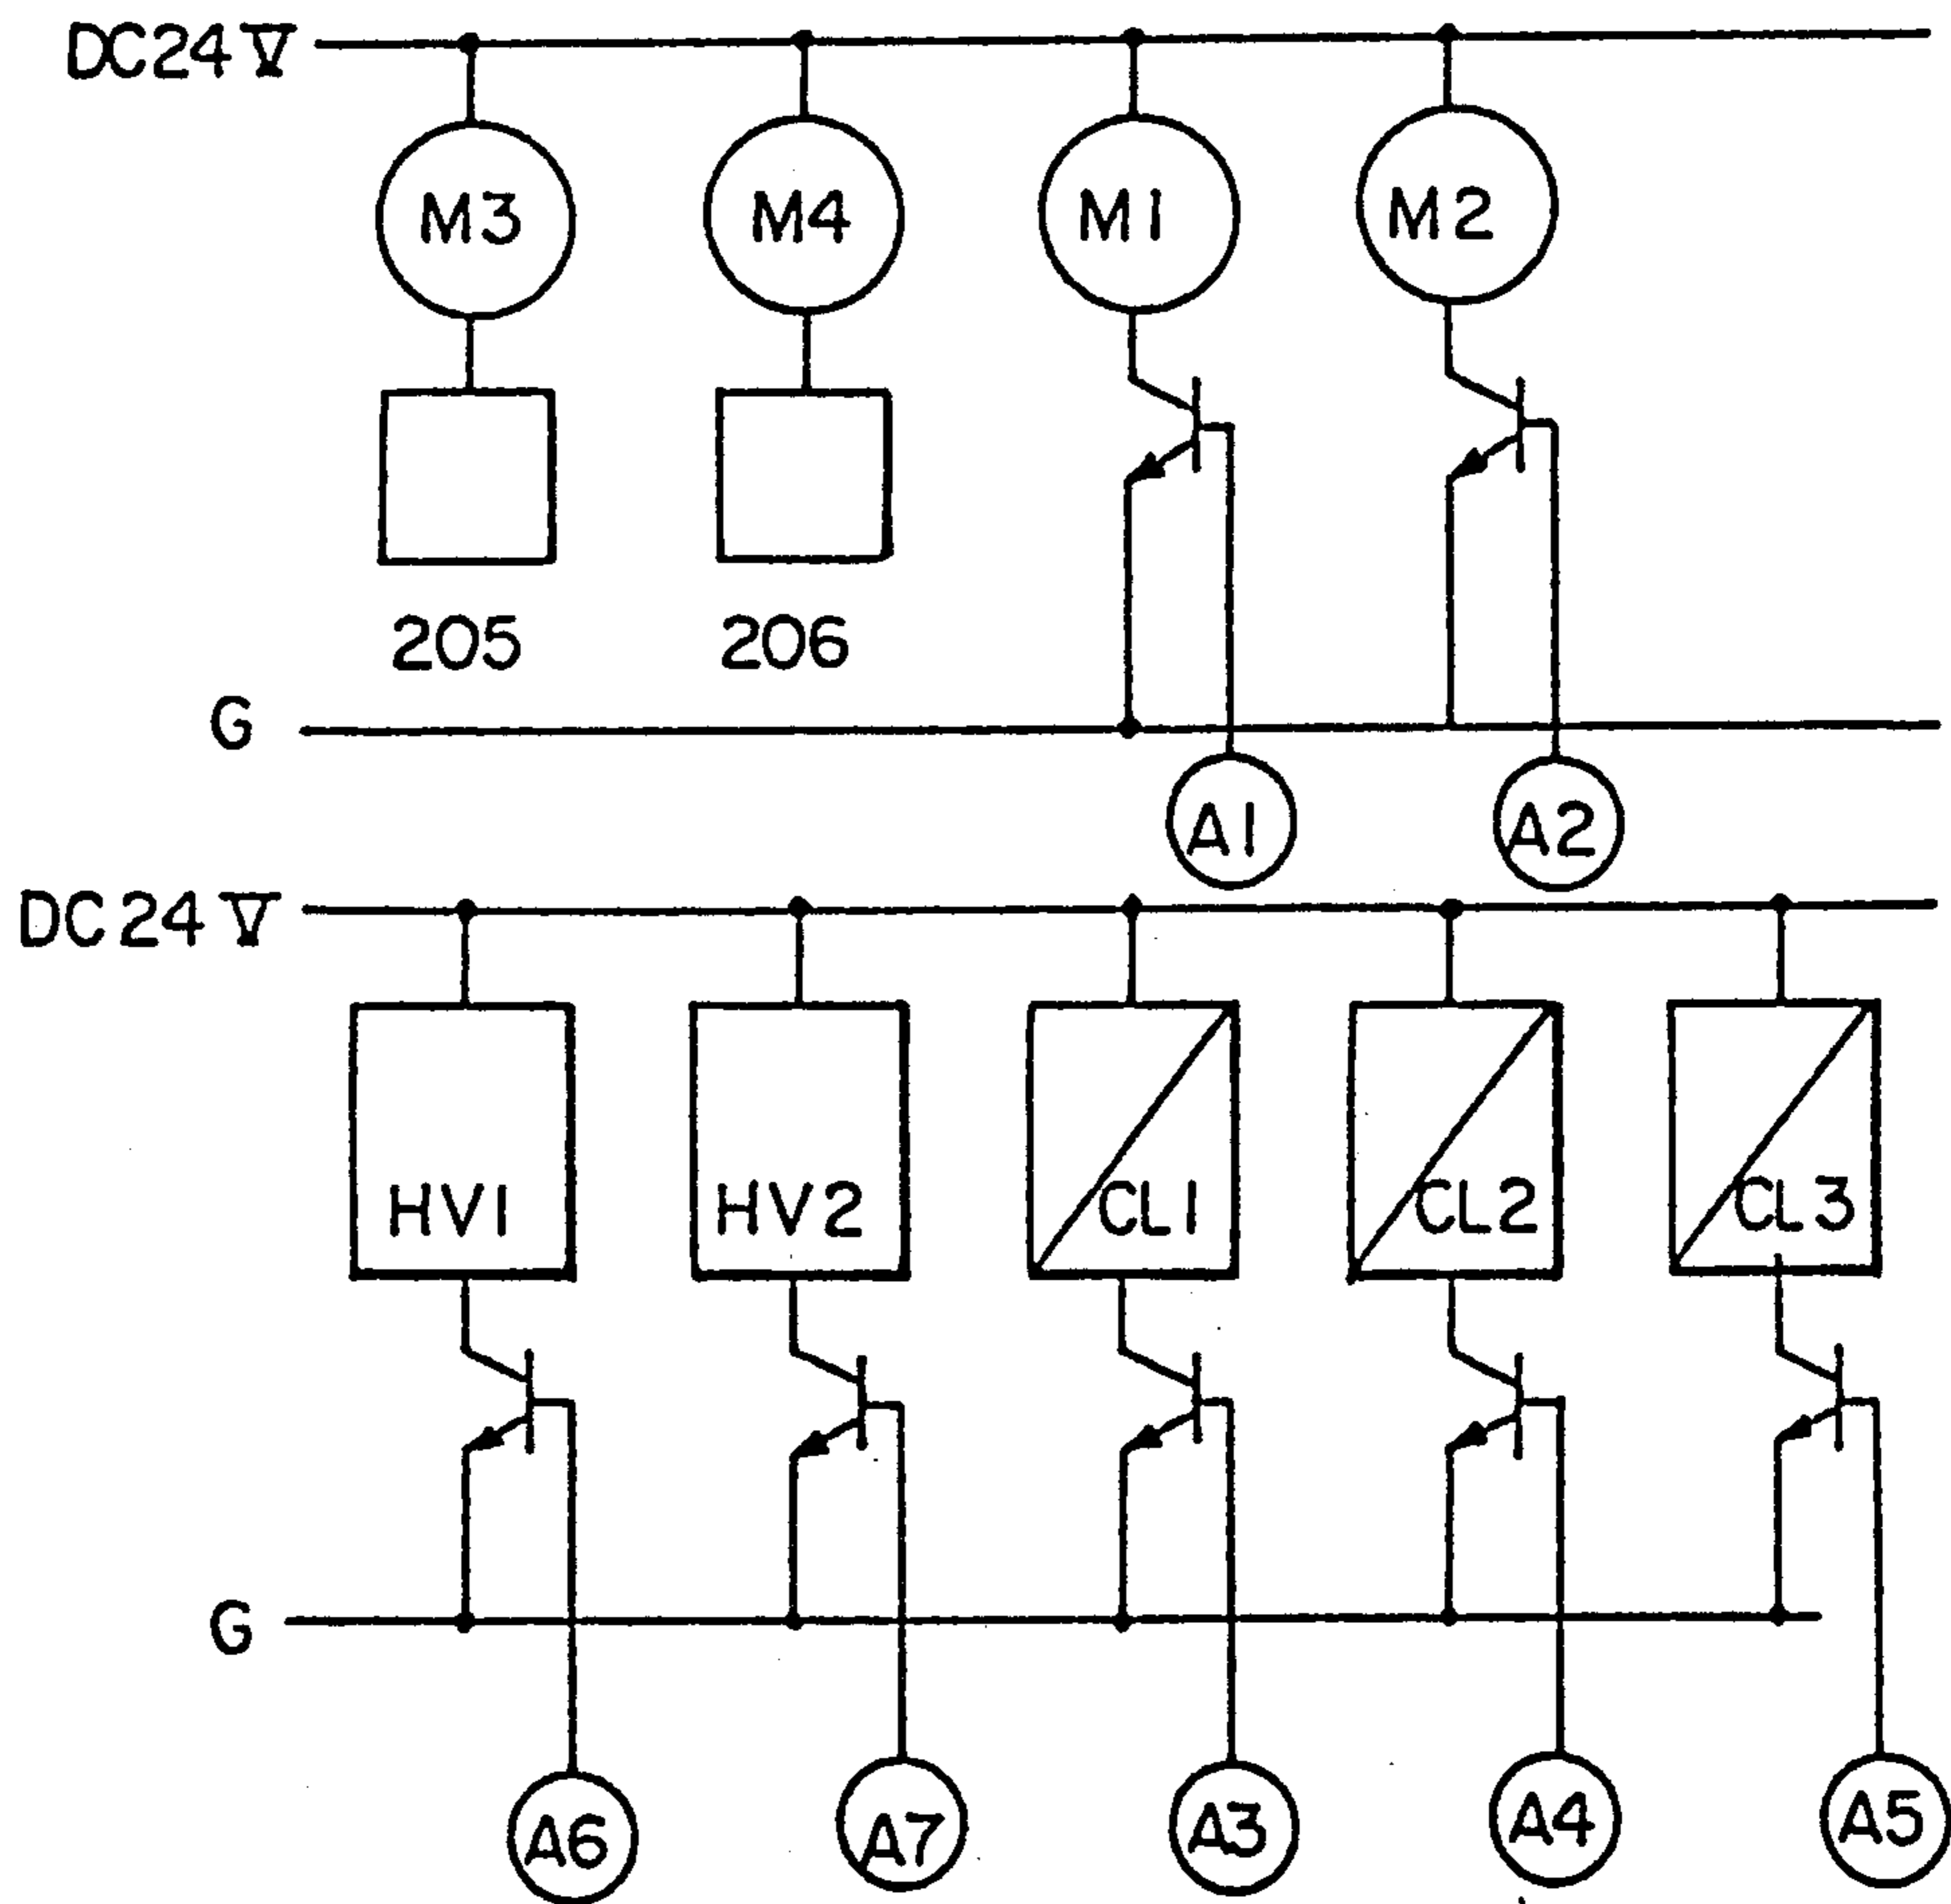 DC24V
M3 M4 M1 M2
205 206
G
A1 A2
DC24V
HV1 HV2 CL1 CL2 CL3
G
A6 A7 A3 A4 A5